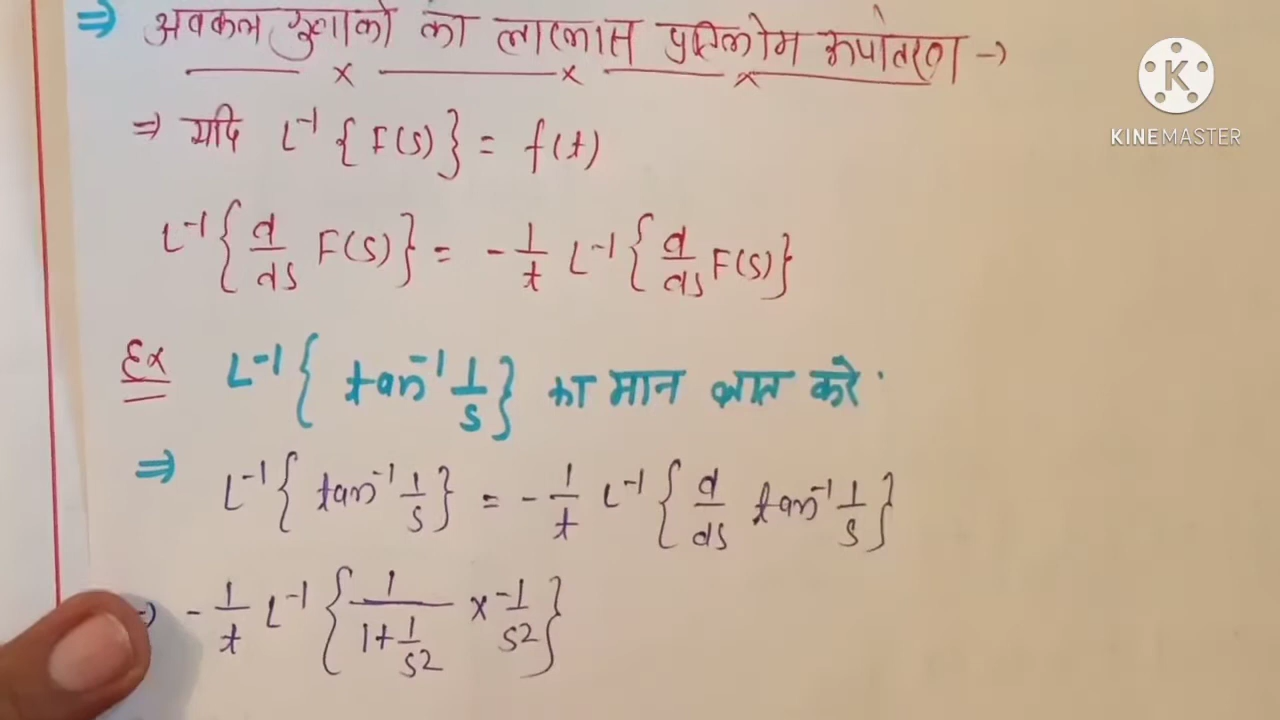 ⇒ अवकल गुणाको का लाप्लास प्रतिलोम रूपांतरण →
⇒ यदि L⁻¹ { F(s) } = f(t)
L⁻¹ { d/ds F(s) } = - 1/t L⁻¹ { d/ds F(s) }
Ex L⁻¹ { tan⁻¹ 1/s } का मान ज्ञात करे .
⇒ L⁻¹ { tan⁻¹ 1/s } = - 1/t L⁻¹ { d/ds tan⁻¹ 1/s }
⇒ - 1/t L⁻¹ { 1/(1+1/s²) × -1/s² }
K
KINEMASTER